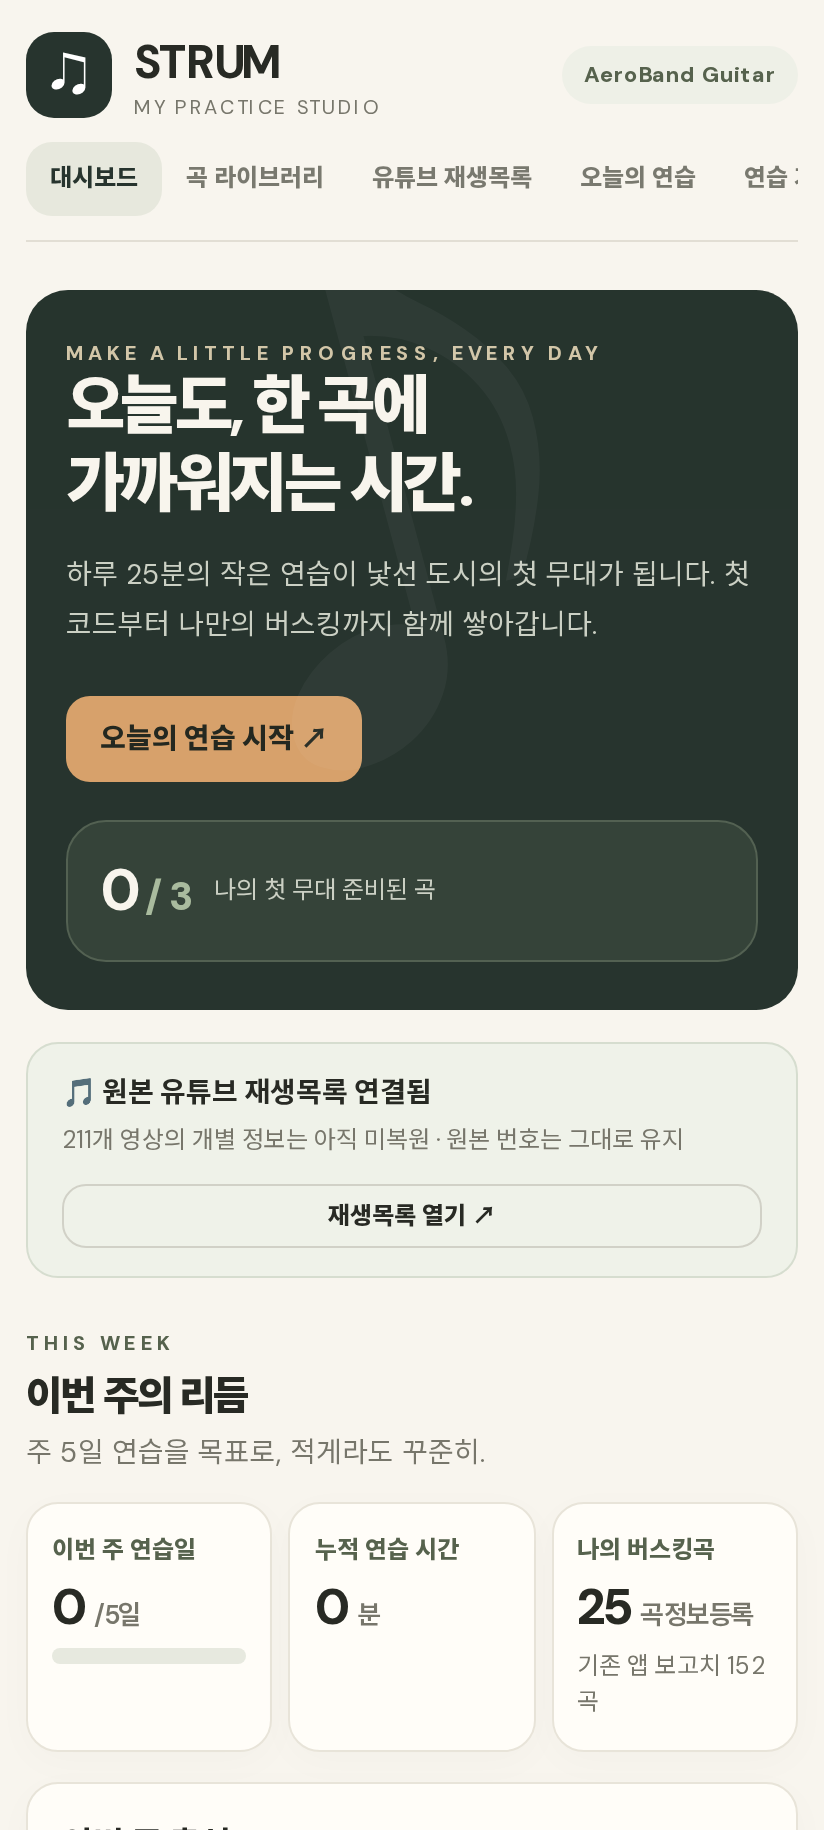 STRUM
MY PRACTICE STUDIO
AeroBand Guitar
대시보드 곡 라이브러리 유튜브 재생목록 오늘의 연습 연습
MAKE A LITTLE PROGRESS, EVERY DAY
오늘도, 한 곡에
가까워지는 시간.
하루 25분의 작은 연습이 낯선 도시의 첫 무대가 됩니다. 첫
코드부터 나만의 버스킹까지 함께 쌓아갑니다.
오늘의 연습 시작 ↗
0 / 3 나의 첫 무대 준비된 곡
🎵 원본 유튜브 재생목록 연결됨
211개 영상의 개별 정보는 아직 미복원 · 원본 번호는 그대로 유지
재생목록 열기 ↗
THIS WEEK
이번 주의 리듬
주 5일 연습을 목표로, 적게라도 꾸준히.
이번 주 연습일
0 /5일
누적 연습 시간
0 분
나의 버스킹곡
25 곡정보등록
기존 앱 보고치 152
곡